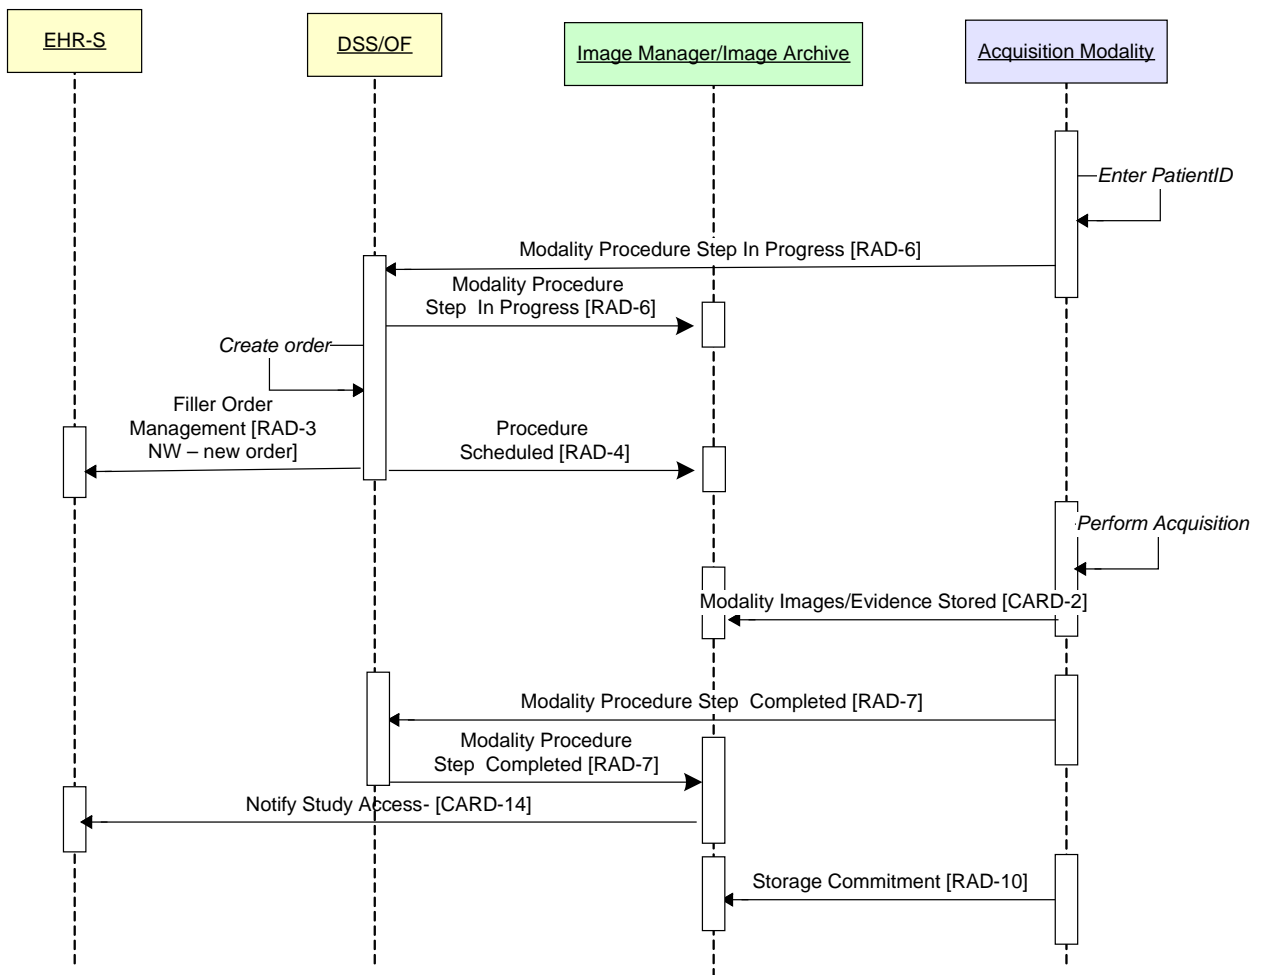 EHR-S
DSS/OF
Image Manager/Image Archive
Acquisition Modality
Enter PatientID
Modality Procedure Step In Progress [RAD-6]
Modality Procedure
Step In Progress [RAD-6]
Create order
Filler Order
Management [RAD-3
NW – new order]
Procedure
Scheduled [RAD-4]
Perform Acquisition
Modality Images/Evidence Stored [CARD-2]
Modality Procedure Step Completed [RAD-7]
Modality Procedure
Step Completed [RAD-7]
Notify Study Access- [CARD-14]
Storage Commitment [RAD-10]